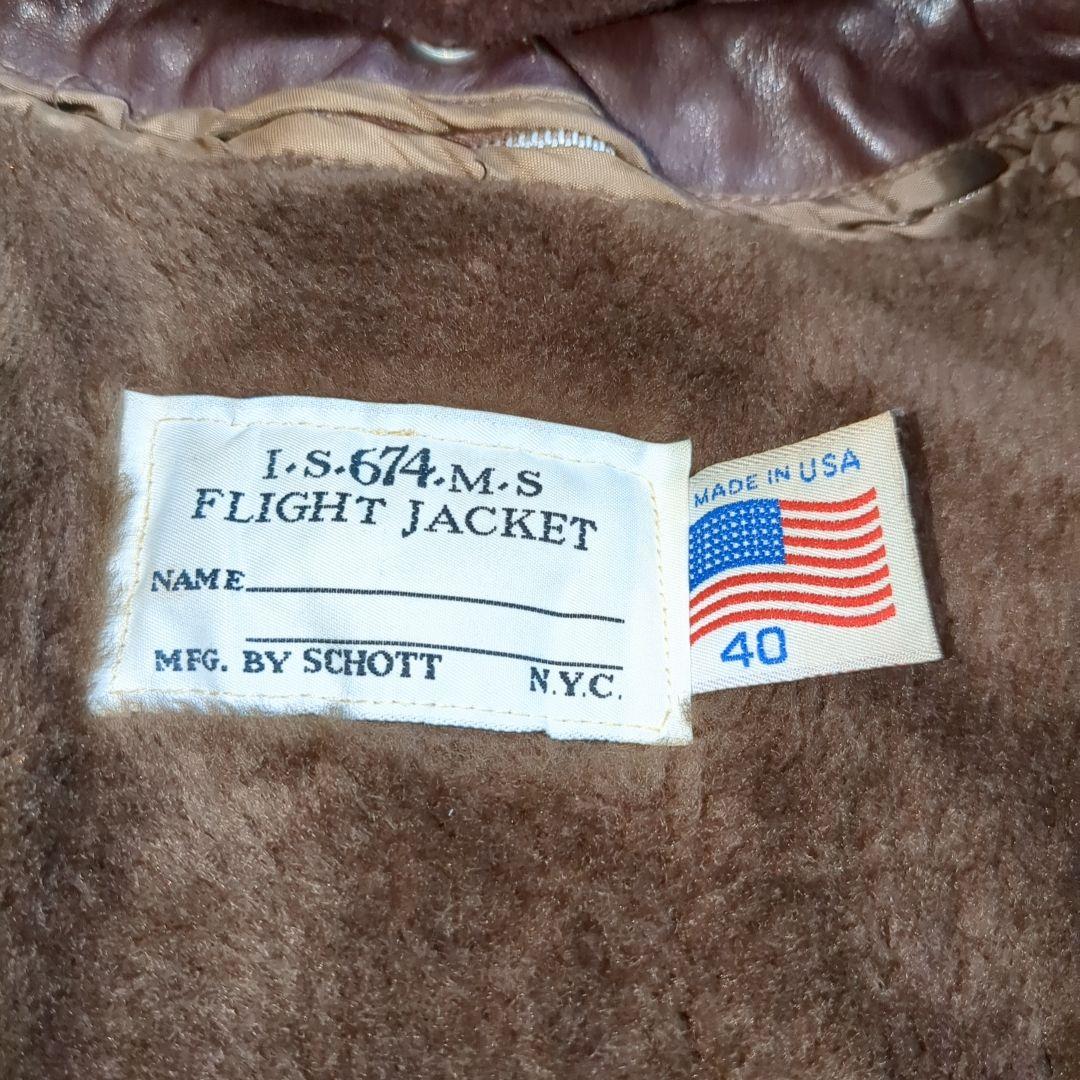 I.S.674.M.S
FLIGHT JACKET
NAME
MFG. BY SCHOTT N.Y.C.
MADE IN USA
40